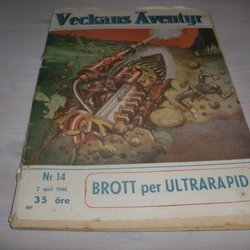 Veckans Äventyr
Nr 14
2 april 1946
35 öre
BROTT per ULTRARAPID